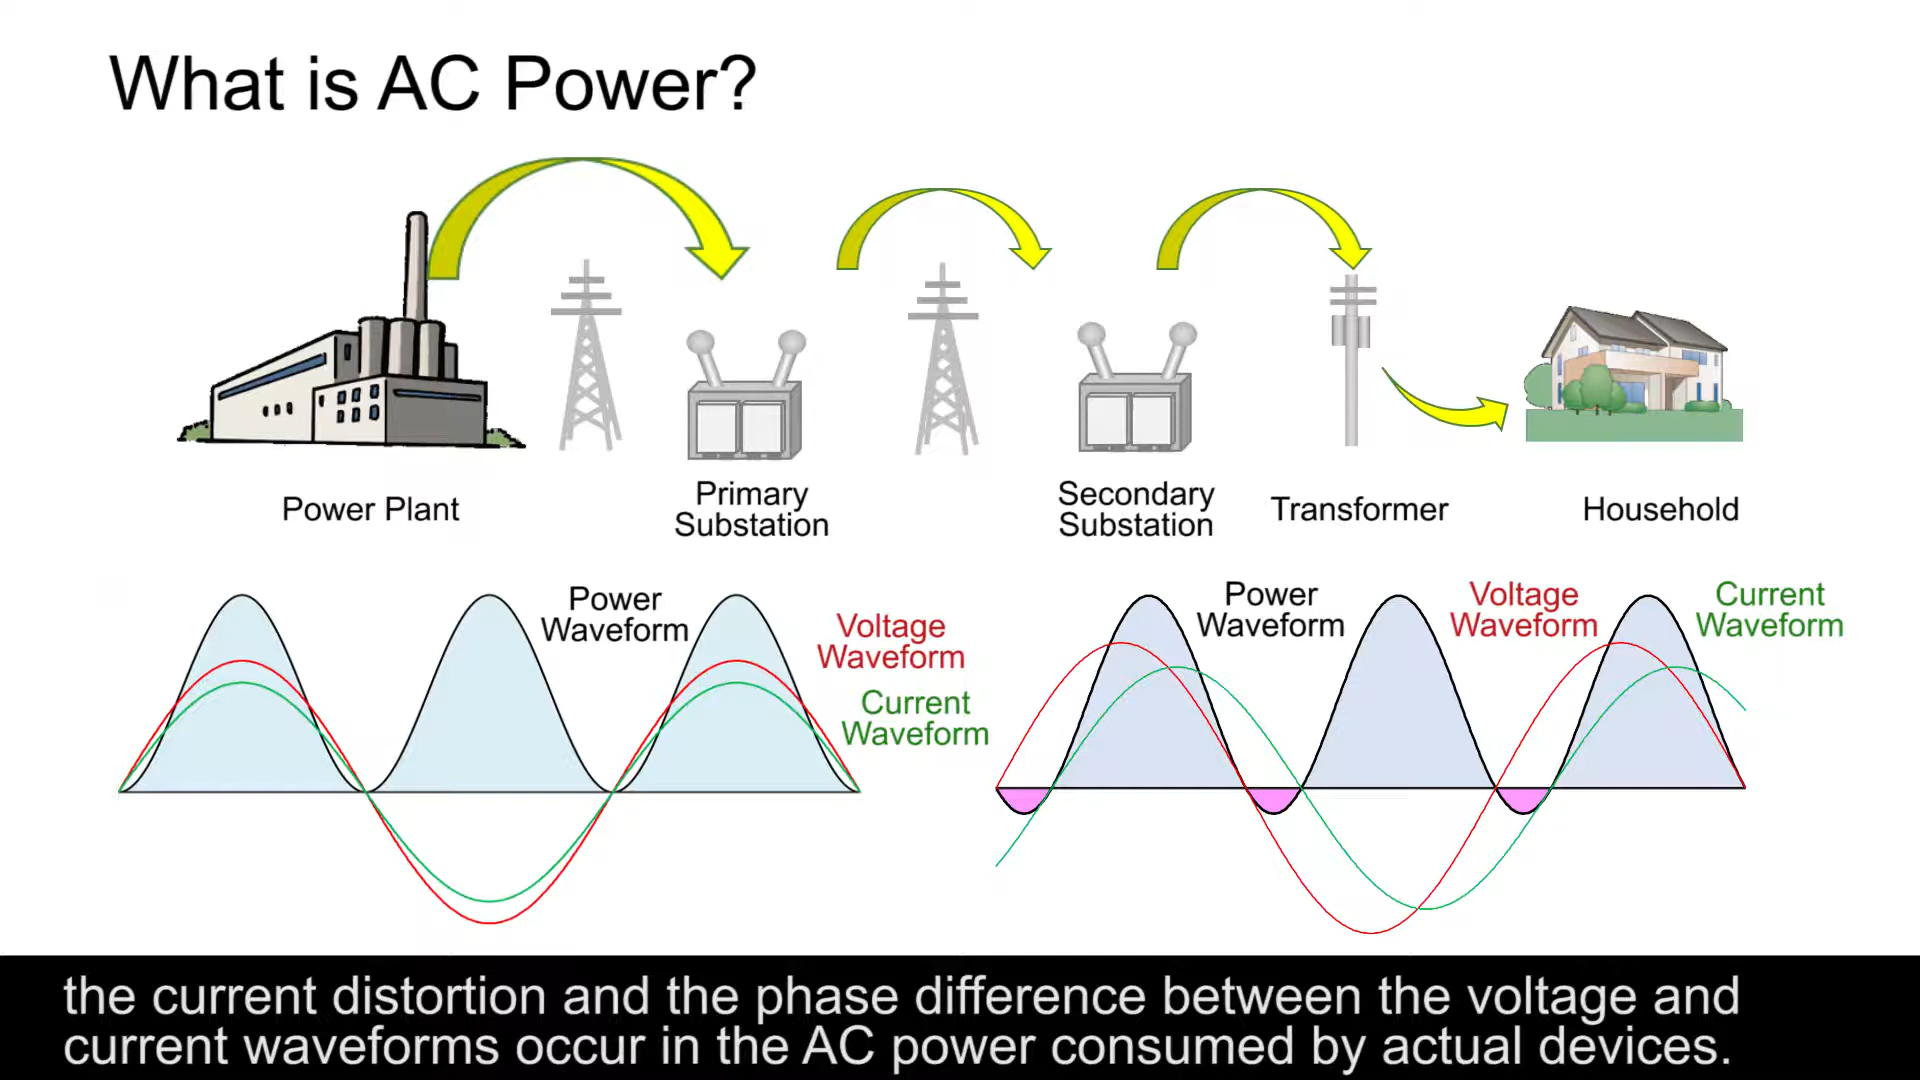 What is AC Power?
Power Plant
Primary
Substation
Secondary
Substation
Transformer
Household
Power
Waveform
Voltage
Waveform
Current
Waveform
Power
Waveform
Voltage
Waveform
Current
Waveform
the current distortion and the phase difference between the voltage and
current waveforms occur in the AC power consumed by actual devices.